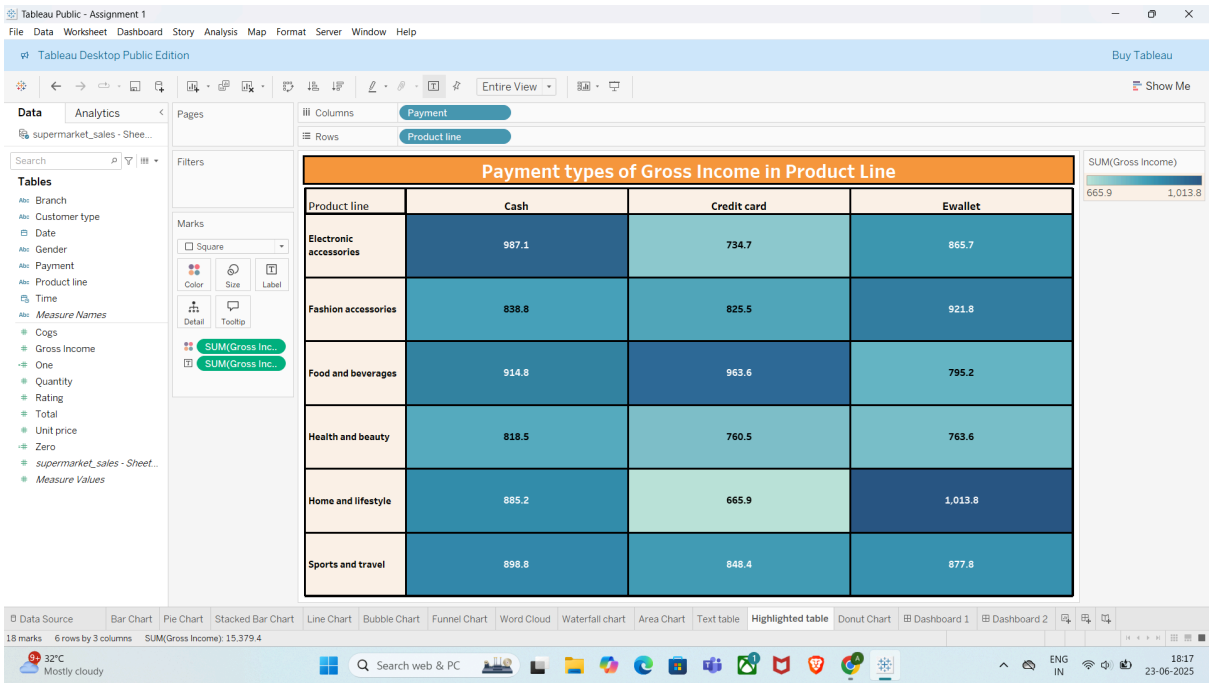 Tableau Public - Assignment 1
File Data Worksheet Dashboard Story Analysis Map Format Server Window Help
Tableau Desktop Public Edition
Buy Tableau
Entire View
Show Me
Data Analytics
supermarket_sales - Shee...
Search
Tables
Abc Branch
Abc Customer type
Date
Abc Gender
Abc Payment
Abc Product line
Time
Abc Measure Names
# Cogs
# Gross Income
# One
# Quantity
# Rating
# Total
# Unit price
# Zero
# supermarket_sales - Sheet...
# Measure Values
Pages
Filters
Marks
Square
Color Size Label
Detail Tooltip
SUM(Gross Inc..
SUM(Gross Inc..
Columns Payment
Rows Product line
Payment types of Gross Income in Product Line
Product line Cash Credit card Ewallet
Electronic
accessories
987.1 734.7 865.7
Fashion accessories 838.8 825.5 921.8
Food and beverages 914.8 963.6 795.2
Health and beauty 818.5 760.5 763.6
Home and lifestyle 885.2 665.9 1,013.8
Sports and travel 898.8 848.4 877.8
SUM(Gross Income)
665.9 1,013.8
Data Source Bar Chart Pie Chart Stacked Bar Chart Line Chart Bubble Chart Funnel Chart Word Cloud Waterfall chart Area Chart Text table Highlighted table Donut Chart Dashboard 1 Dashboard 2
18 marks 6 rows by 3 columns SUM(Gross Income): 15,379.4
9+
32°C
Mostly cloudy
Search web & PC
1
A
ENG
IN
18:17
23-06-2025